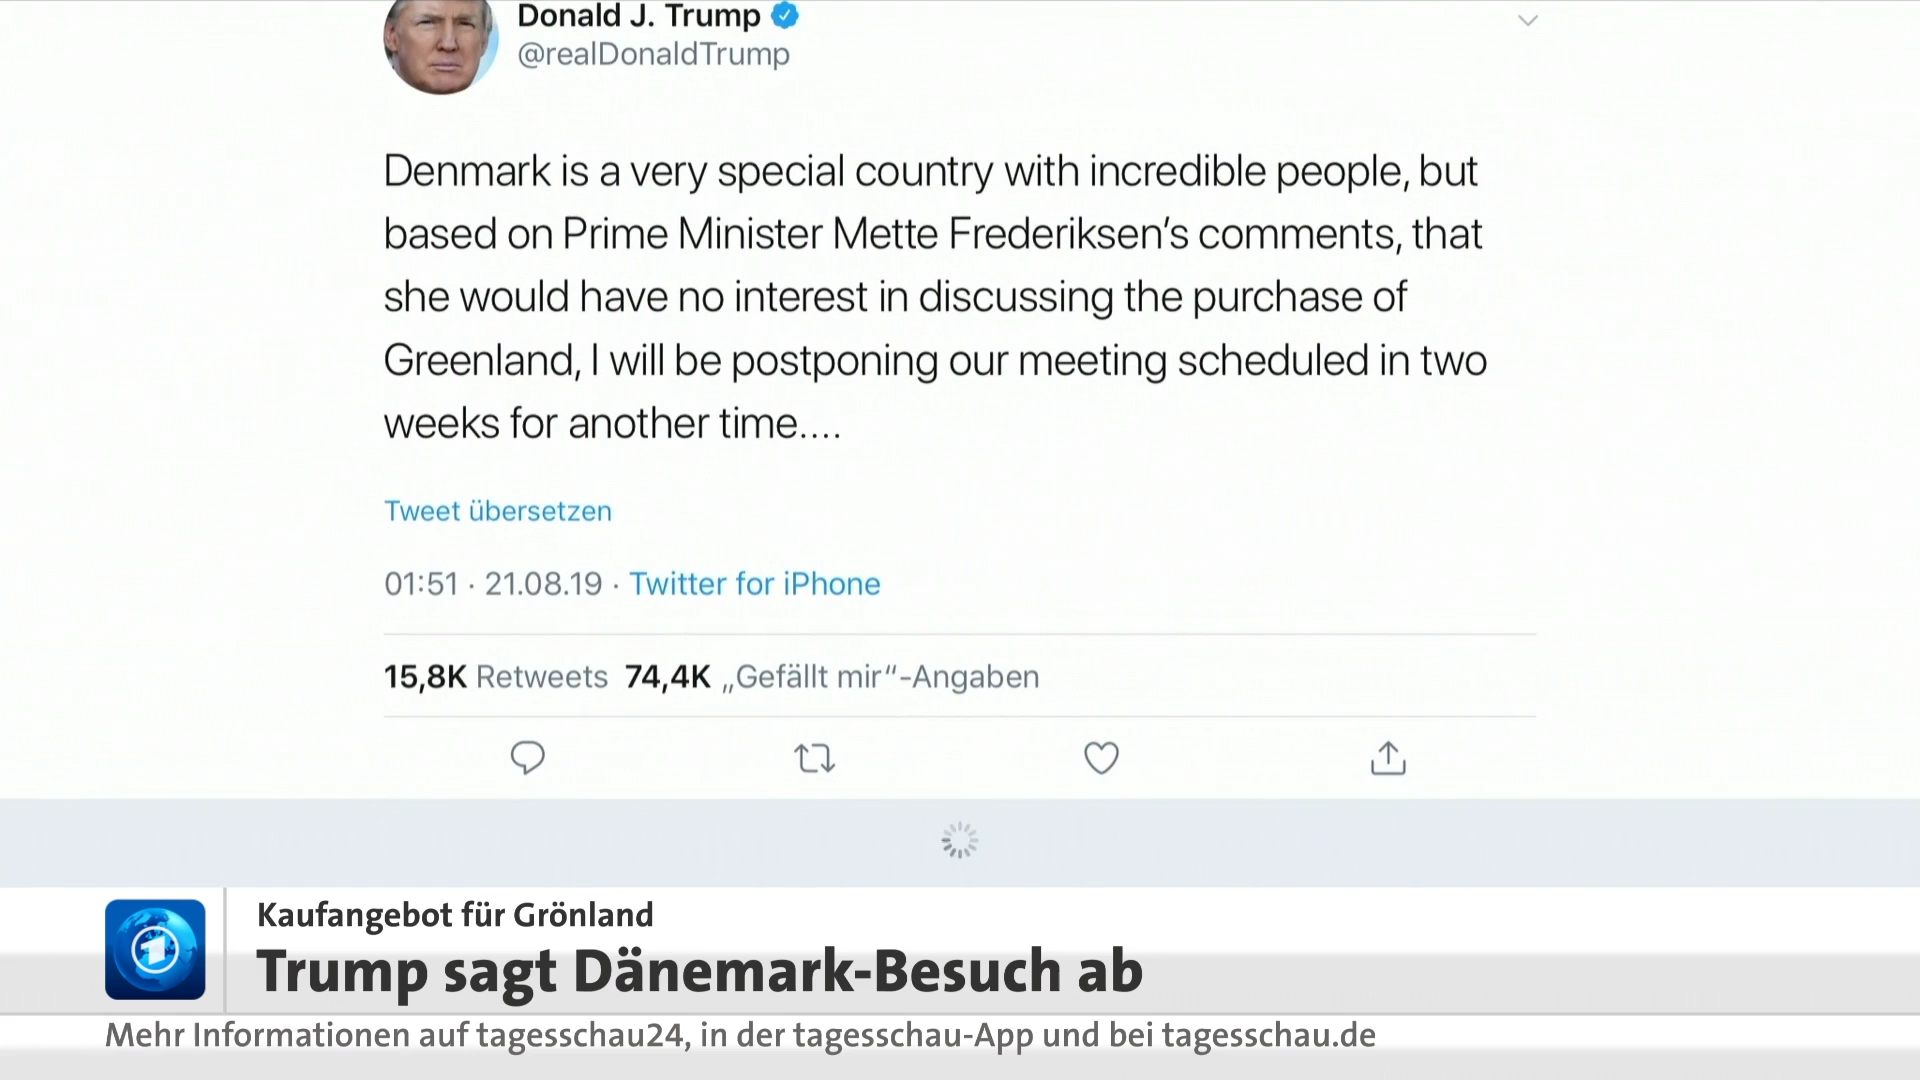 Donald J. Trump
@realDonaldTrump
Denmark is a very special country with incredible people, but
based on Prime Minister Mette Frederiksen's comments, that
she would have no interest in discussing the purchase of
Greenland, I will be postponing our meeting scheduled in two
weeks for another time....
Tweet übersetzen
01:51 · 21.08.19 · Twitter for iPhone
15,8K Retweets 74,4K „Gefällt mir“-Angaben
1
Kaufangebot für Grönland
Trump sagt Dänemark-Besuch ab
Mehr Informationen auf tagesschau24, in der tagesschau-App und bei tagesschau.de